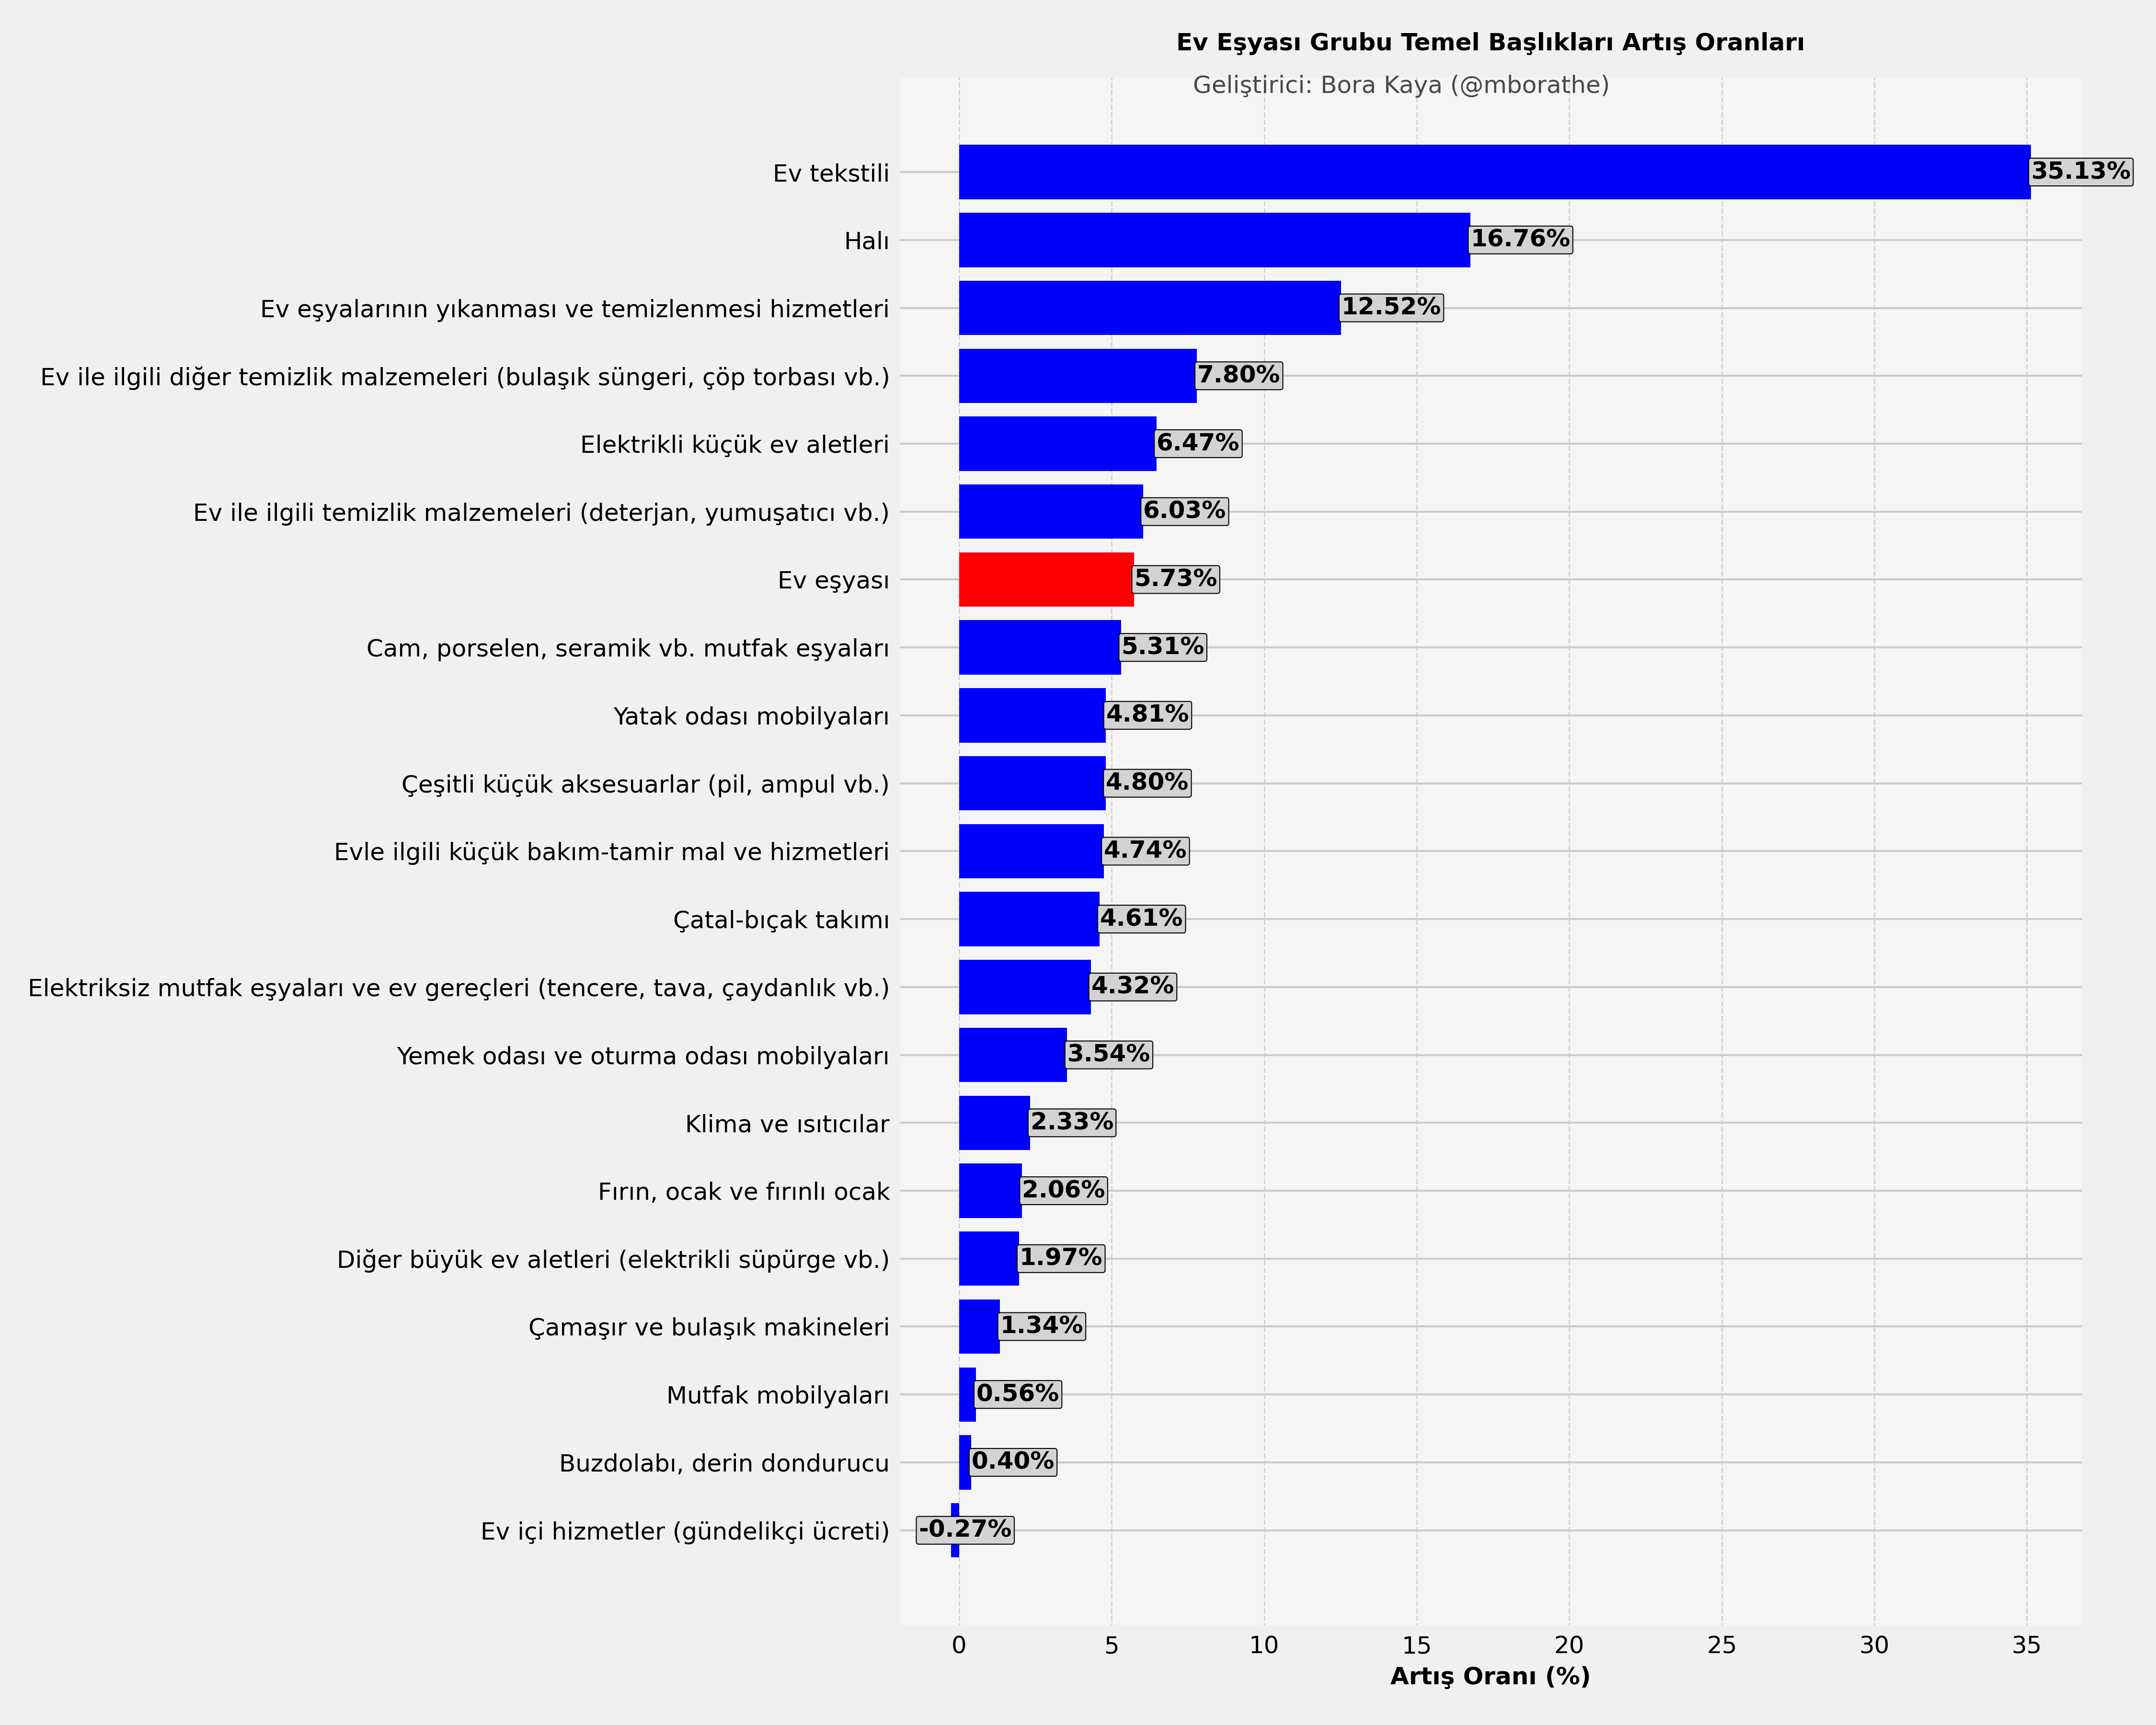 Ev Eşyası Grubu Temel Başlıkları Artış Oranları
Geliştirici: Bora Kaya (@mborathe)
Ev tekstili 35.13%
Halı 16.76%
Ev eşyalarının yıkanması ve temizlenmesi hizmetleri 12.52%
Ev ile ilgili diğer temizlik malzemeleri (bulaşık süngeri, çöp torbası vb.) 7.80%
Elektrikli küçük ev aletleri 6.47%
Ev ile ilgili temizlik malzemeleri (deterjan, yumuşatıcı vb.) 6.03%
Ev eşyası 5.73%
Cam, porselen, seramik vb. mutfak eşyaları 5.31%
Yatak odası mobilyaları 4.81%
Çeşitli küçük aksesuarlar (pil, ampul vb.) 4.80%
Evle ilgili küçük bakım-tamir mal ve hizmetleri 4.74%
Çatal-bıçak takımı 4.61%
Elektriksiz mutfak eşyaları ve ev gereçleri (tencere, tava, çaydanlık vb.) 4.32%
Yemek odası ve oturma odası mobilyaları 3.54%
Klima ve ısıtıcılar 2.33%
Fırın, ocak ve fırınlı ocak 2.06%
Diğer büyük ev aletleri (elektrikli süpürge vb.) 1.97%
Çamaşır ve bulaşık makineleri 1.34%
Mutfak mobilyaları 0.56%
Buzdolabı, derin dondurucu 0.40%
Ev içi hizmetler (gündelikçi ücreti) -0.27%
0 5 10 15 20 25 30 35
Artış Oranı (%)